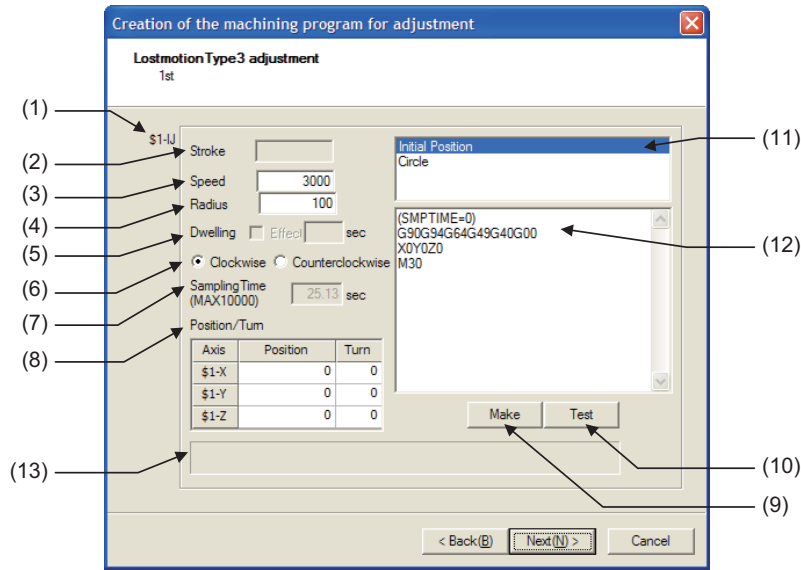 Creation of the machining program for adjustment
Lostmotion Type3 adjustment
1st
(1)
$1-IJ
(2)
Stroke
Initial Position
(11)
Circle
(3)
Speed 3000
(4)
Radius 100
(SMPTIME=0)
(5)
Dwelling Effect sec
G90G94G64G49G40G00
(12)
X0Y0Z0
(6)
Clockwise Counterclockwise
M30
(7)
Sampling Time
(MAX10000) 25.13 sec
(8)
Position/Turn
Axis Position Turn
$1-X 0 0
$1-Y 0 0
$1-Z 0 0
Make Test
(10)
(13)
(9)
< Back(B) Next(N) > Cancel